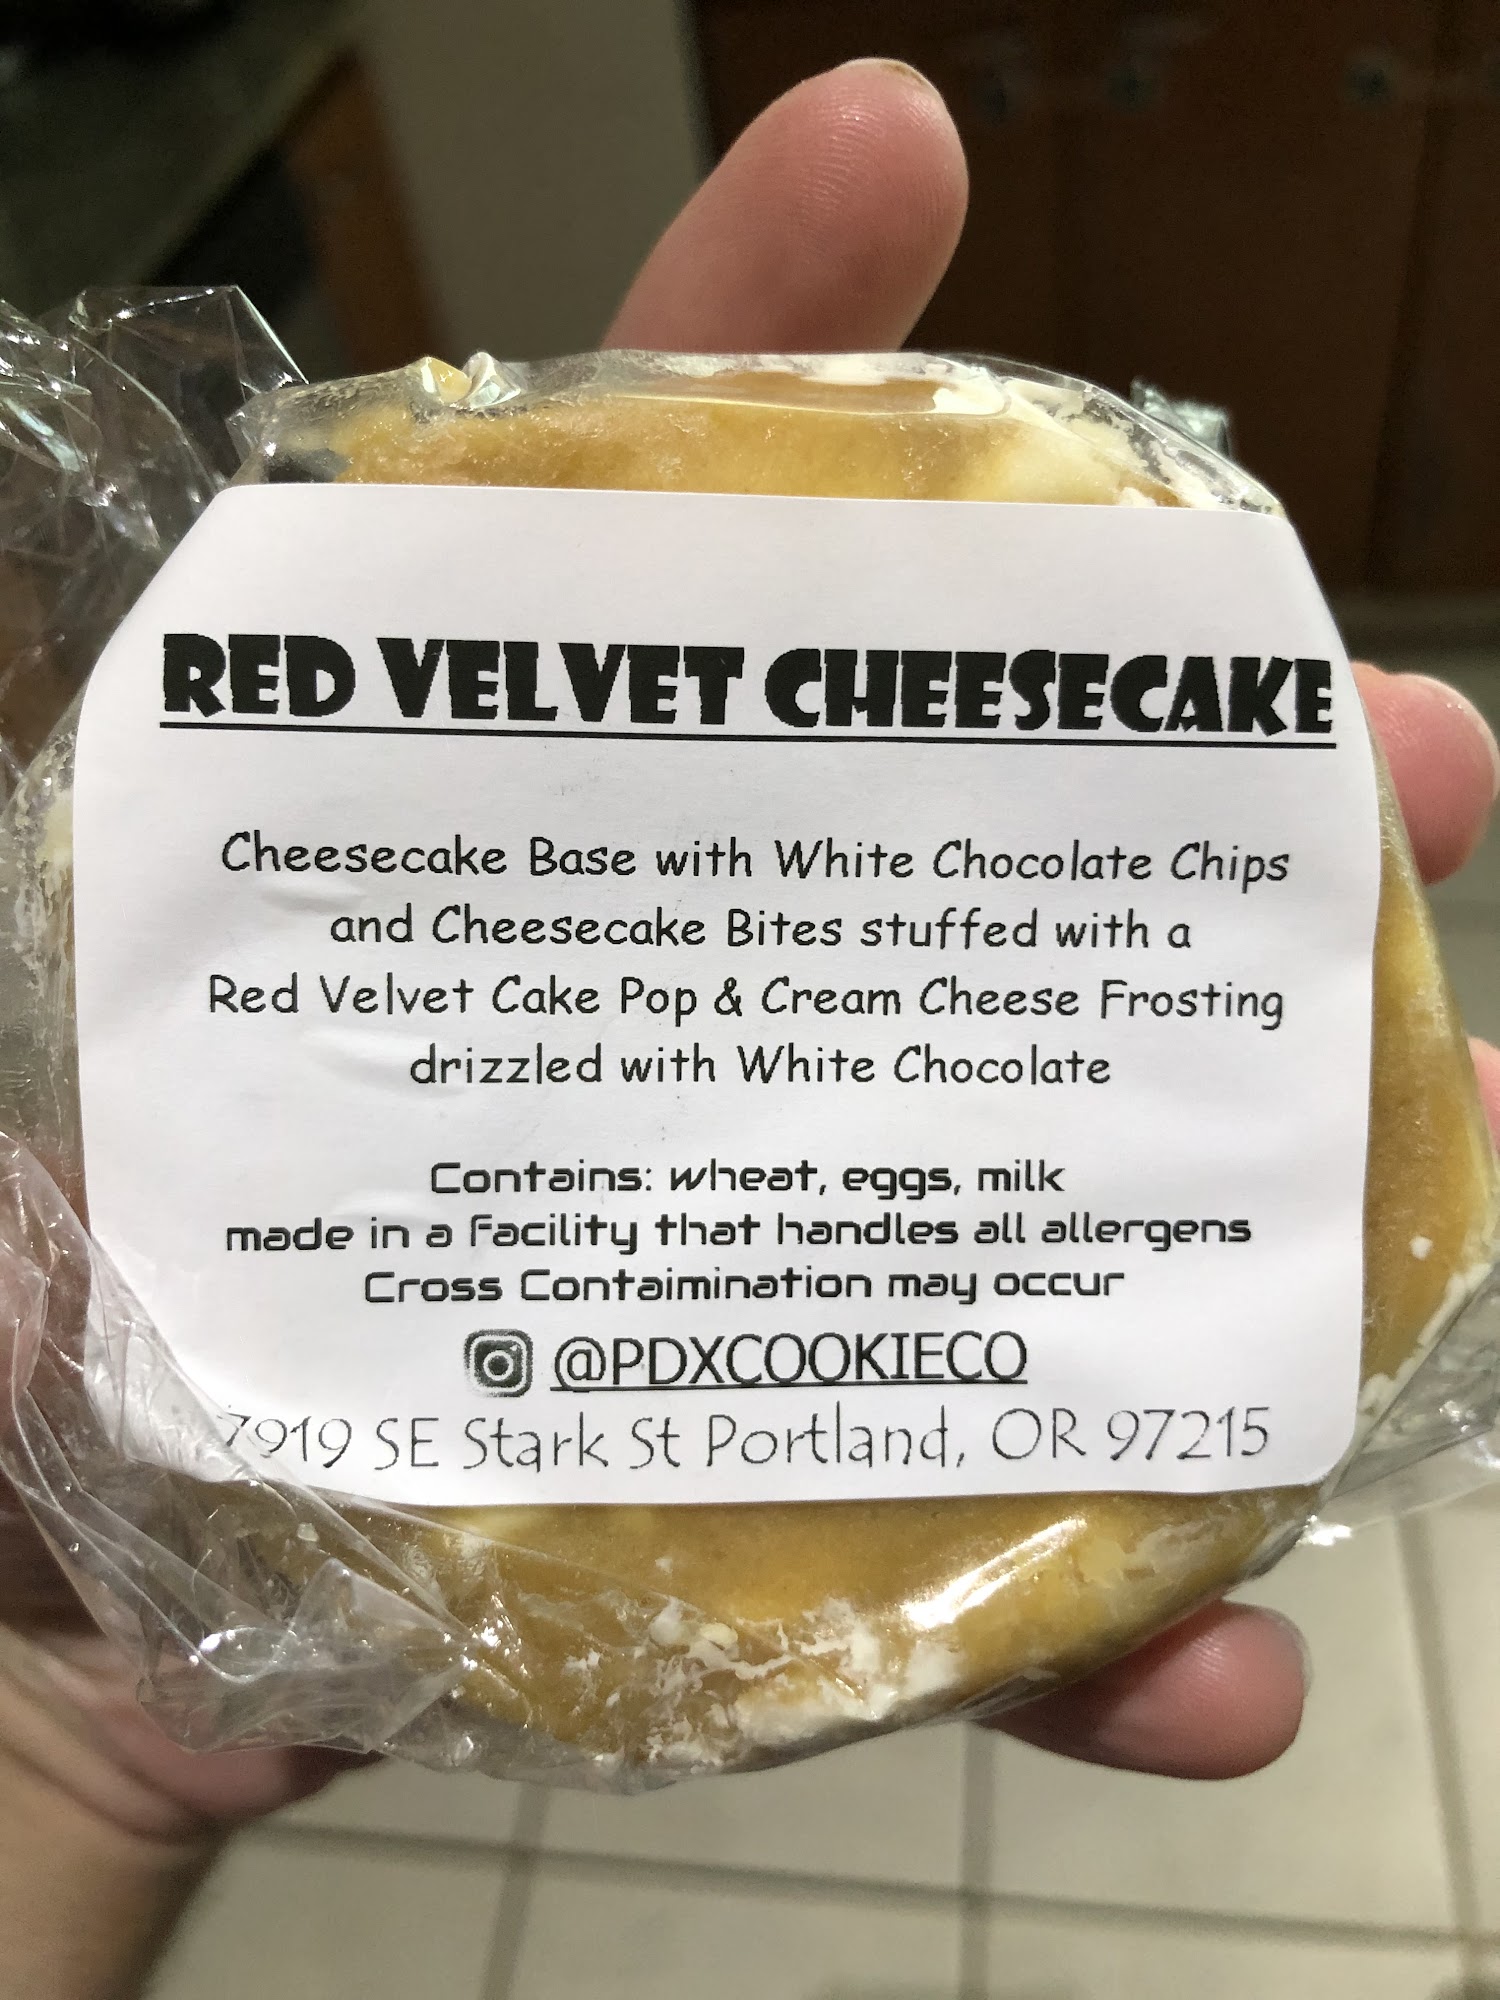 RED VELVET CHEESECAKE
Cheesecake Base with White Chocolate Chips
and Cheesecake Bites stuffed with a
Red Velvet Cake Pop & Cream Cheese Frosting
drizzled with White Chocolate
Contains: wheat, eggs, milk
made in a facility that handles all allergens
Cross Contaimination may occur
@PDXCOOKIECO
7919 SE Stark St Portland, OR 97215